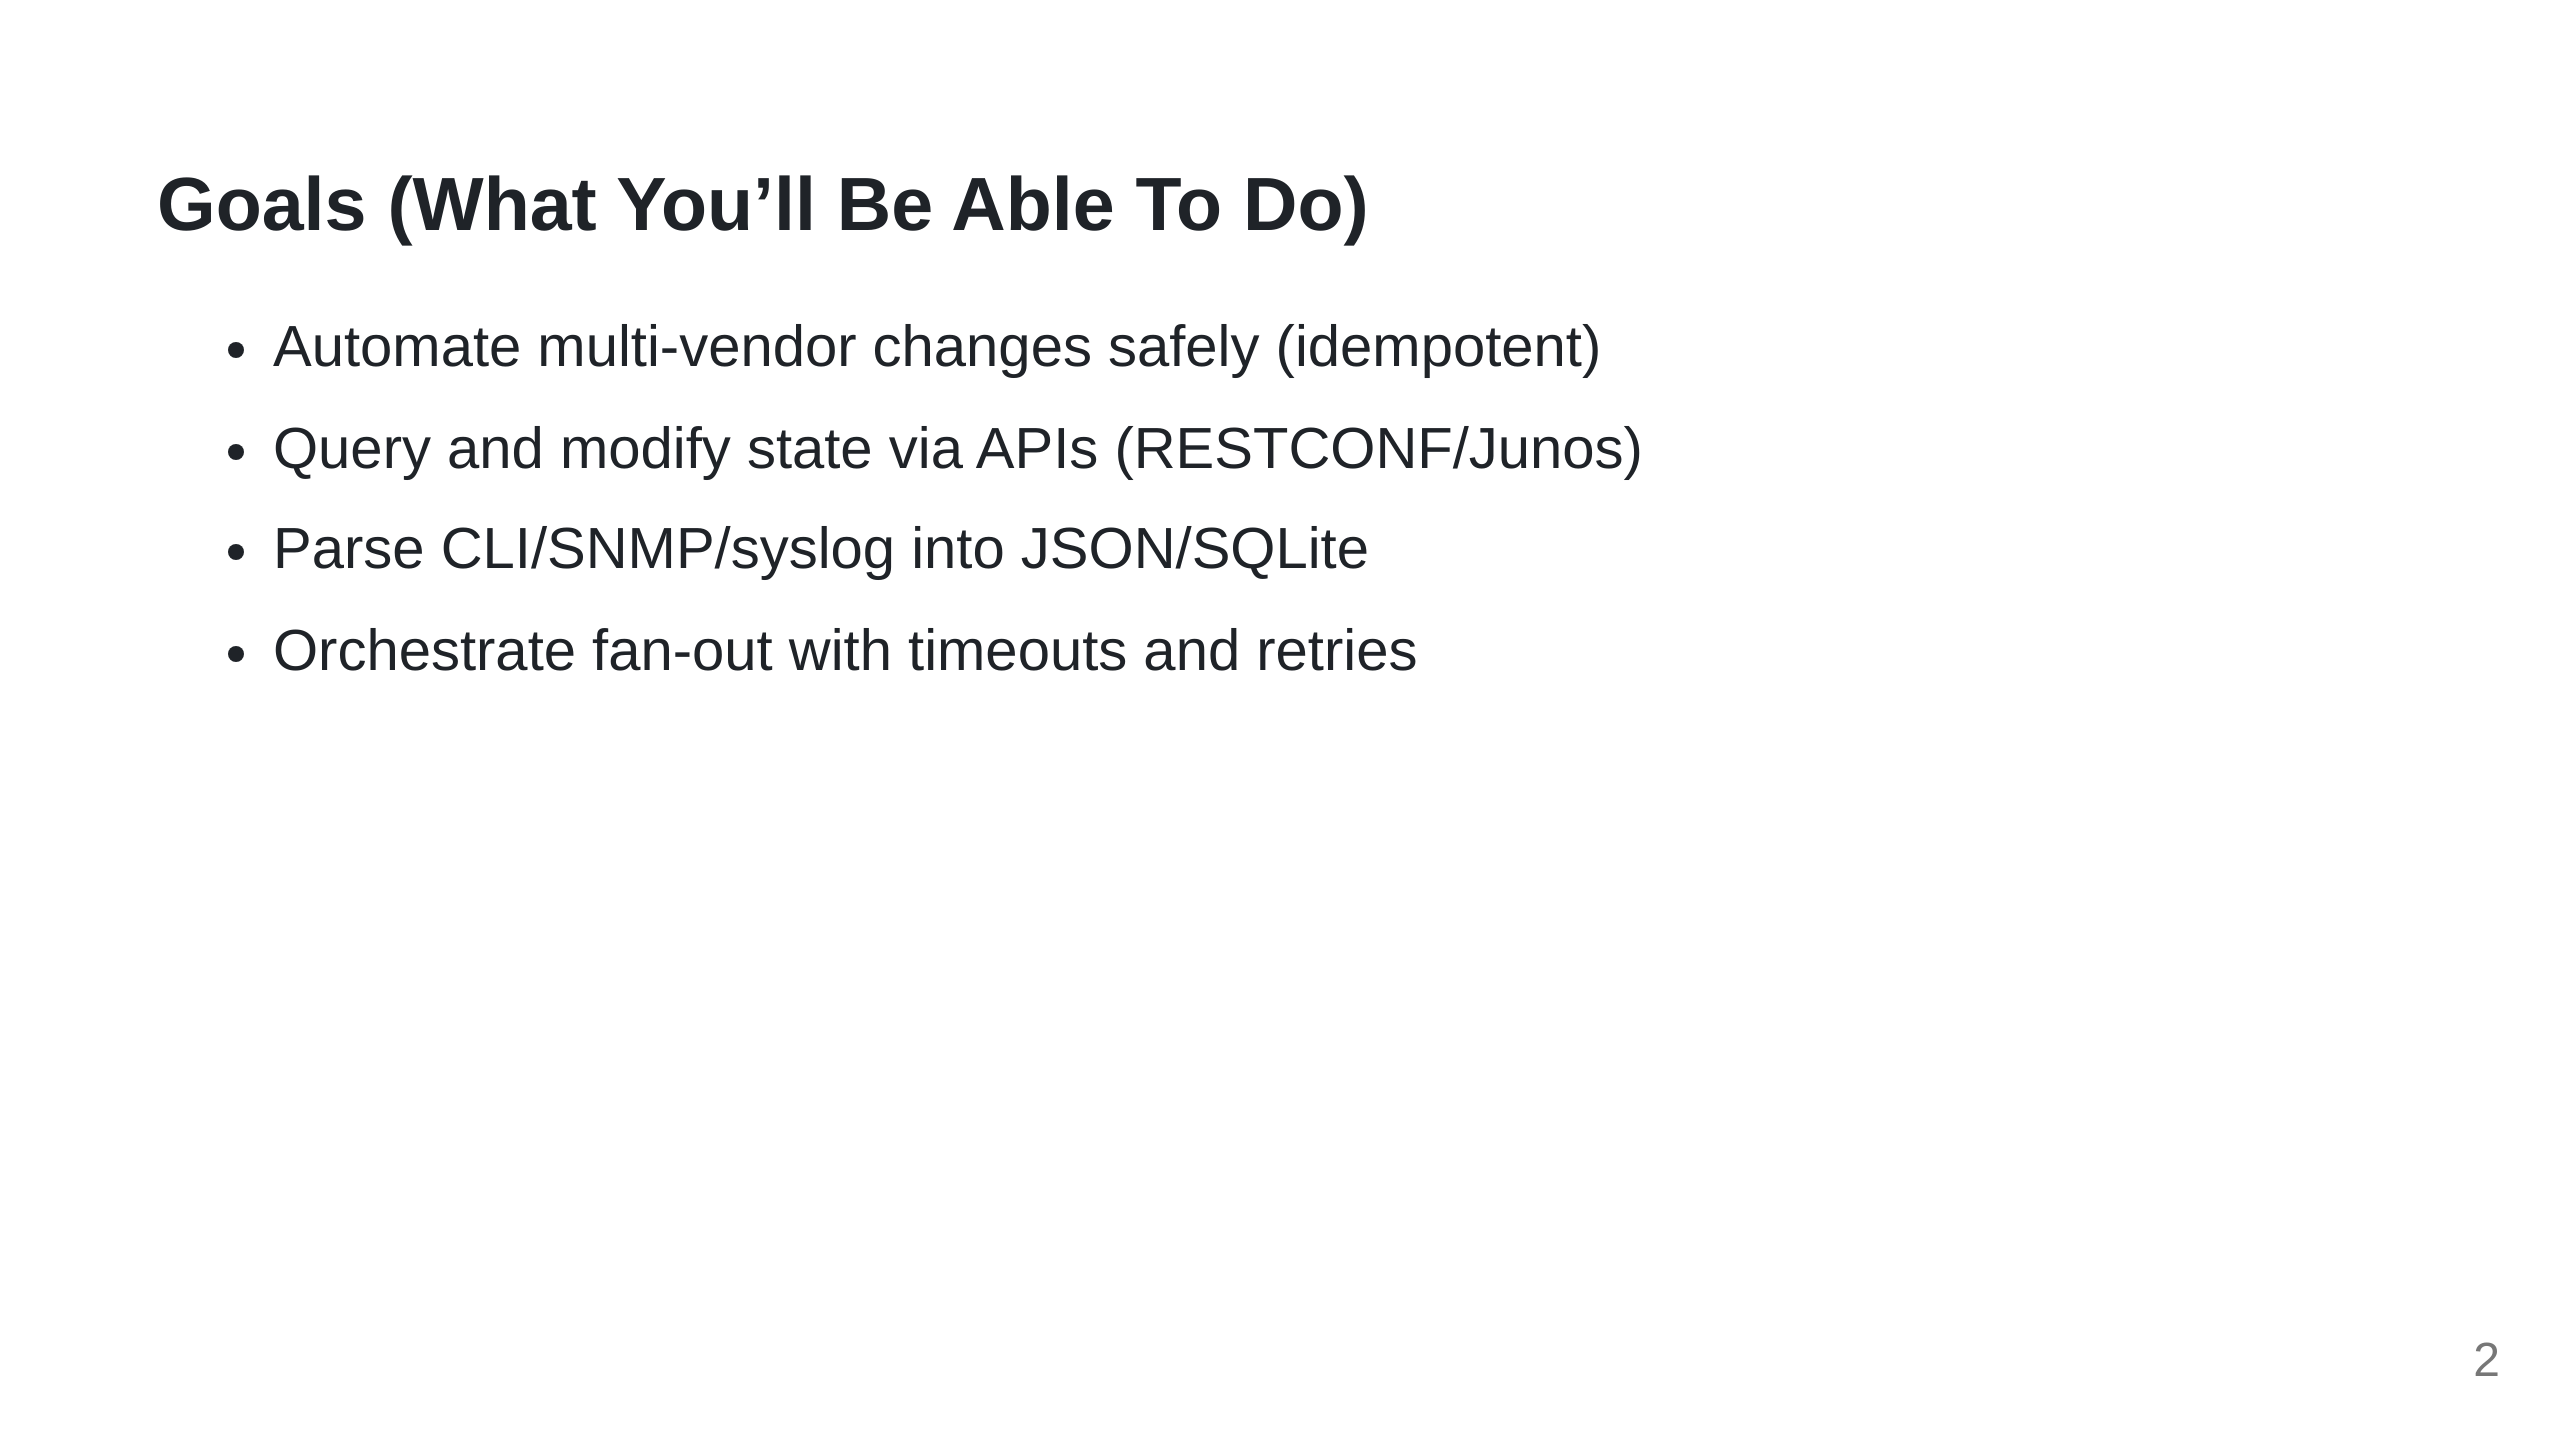 Goals (What You’ll Be Able To Do)
• Automate multi-vendor changes safely (idempotent)
• Query and modify state via APIs (RESTCONF/Junos)
• Parse CLI/SNMP/syslog into JSON/SQLite
• Orchestrate fan-out with timeouts and retries
2